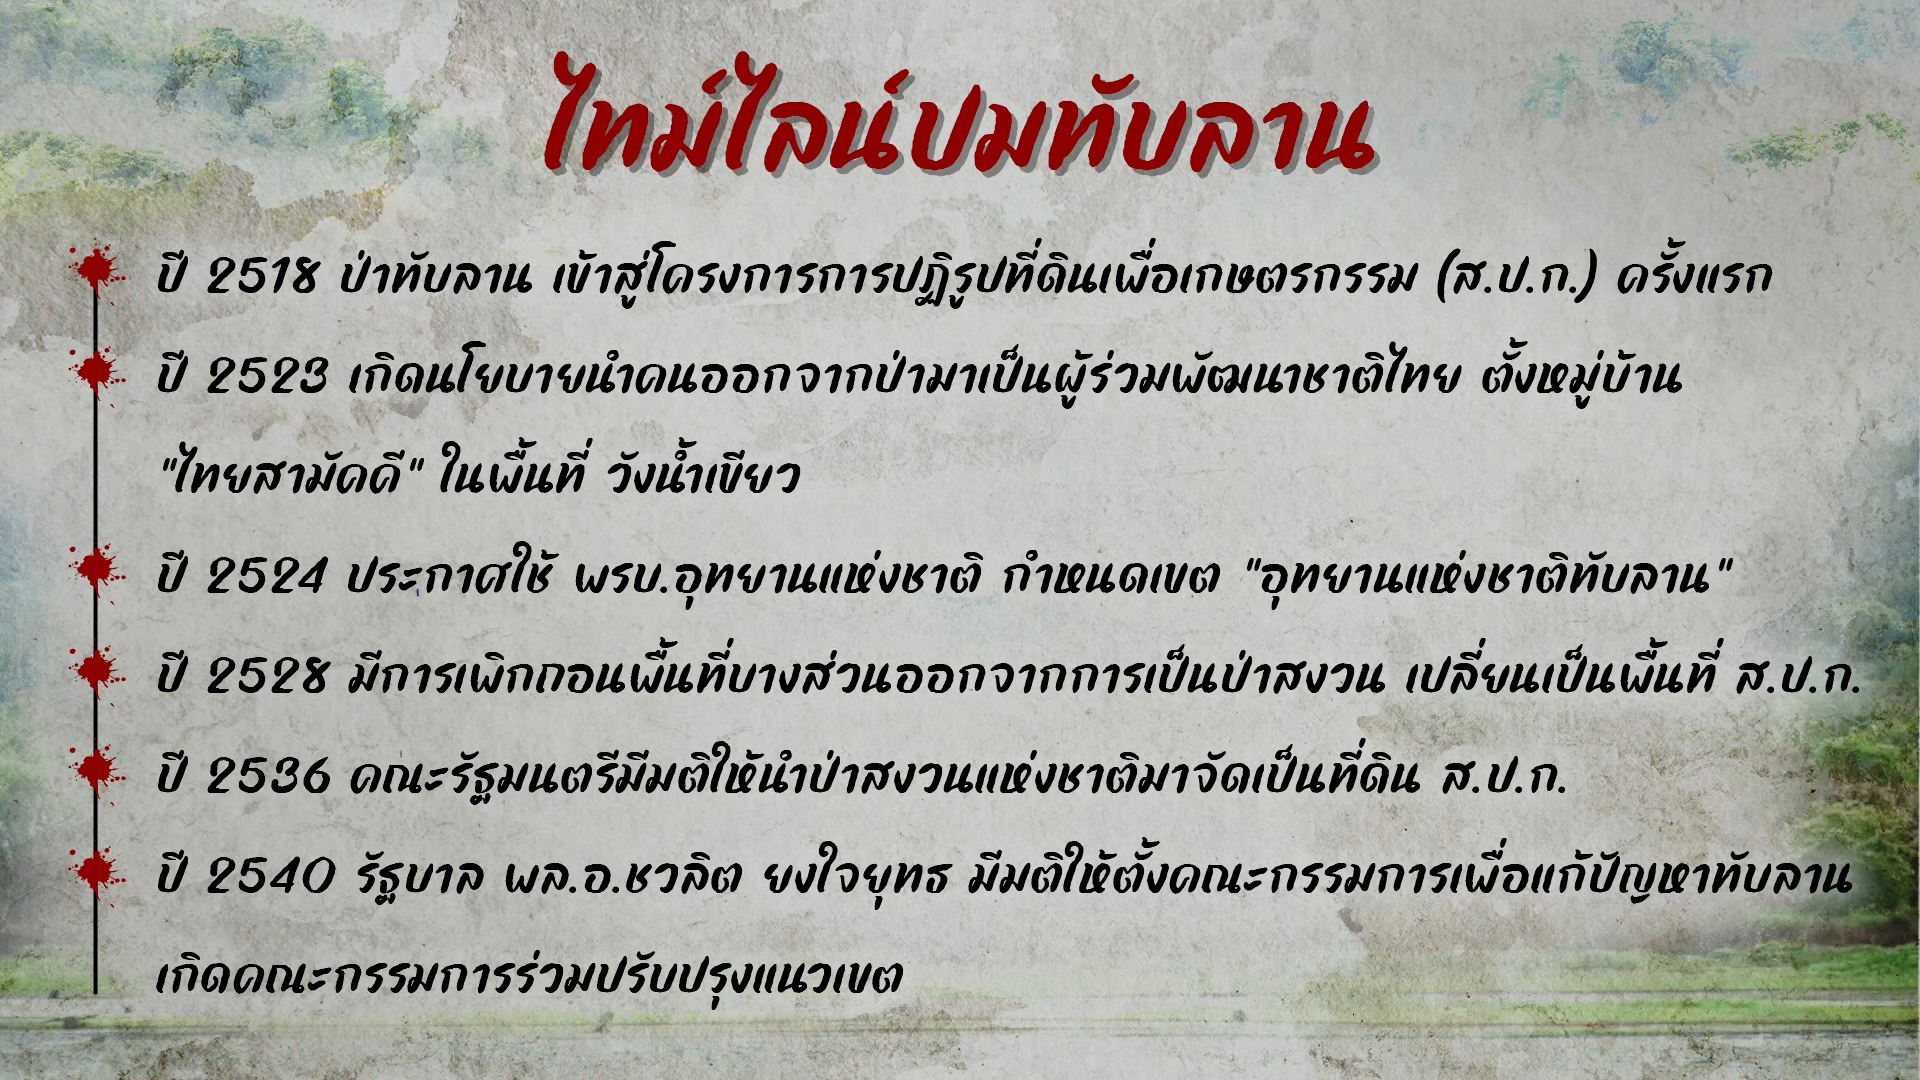 ไทม์ไลน์ปมทับลาน
ปี 2518 ป่าทับลาน เข้าสู่โครงการการปฏิรูปที่ดินเพื่อเกษตรกรรม (ส.ป.ก.) ครั้งแรก
ปี 2523 เกิดนโยบายนำคนออกจากป่ามาเป็นผู้ร่วมพัฒนาชาติไทย ตั้งหมู่บ้าน
"ไทยสามัคคี" ในพื้นที่ วังน้ำเขียว
ปี 2524 ประกาศใช้ พรบ.อุทยานแห่งชาติ กำหนดเขต "อุทยานแห่งชาติทับลาน"
ปี 2528 มีการเพิกถอนพื้นที่บางส่วนออกจากการเป็นป่าสงวน เปลี่ยนเป็นพื้นที่ ส.ป.ก.
ปี 2536 คณะรัฐมนตรีมีมติให้นำป่าสงวนแห่งชาติมาจัดเป็นที่ดิน ส.ป.ก.
ปี 2540 รัฐบาล พล.อ.ชวลิต ยงใจยุทธ มีมติให้ตั้งคณะกรรมการเพื่อแก้ปัญหาทับลาน
เกิดคณะกรรมการร่วมปรับปรุงแนวเขต